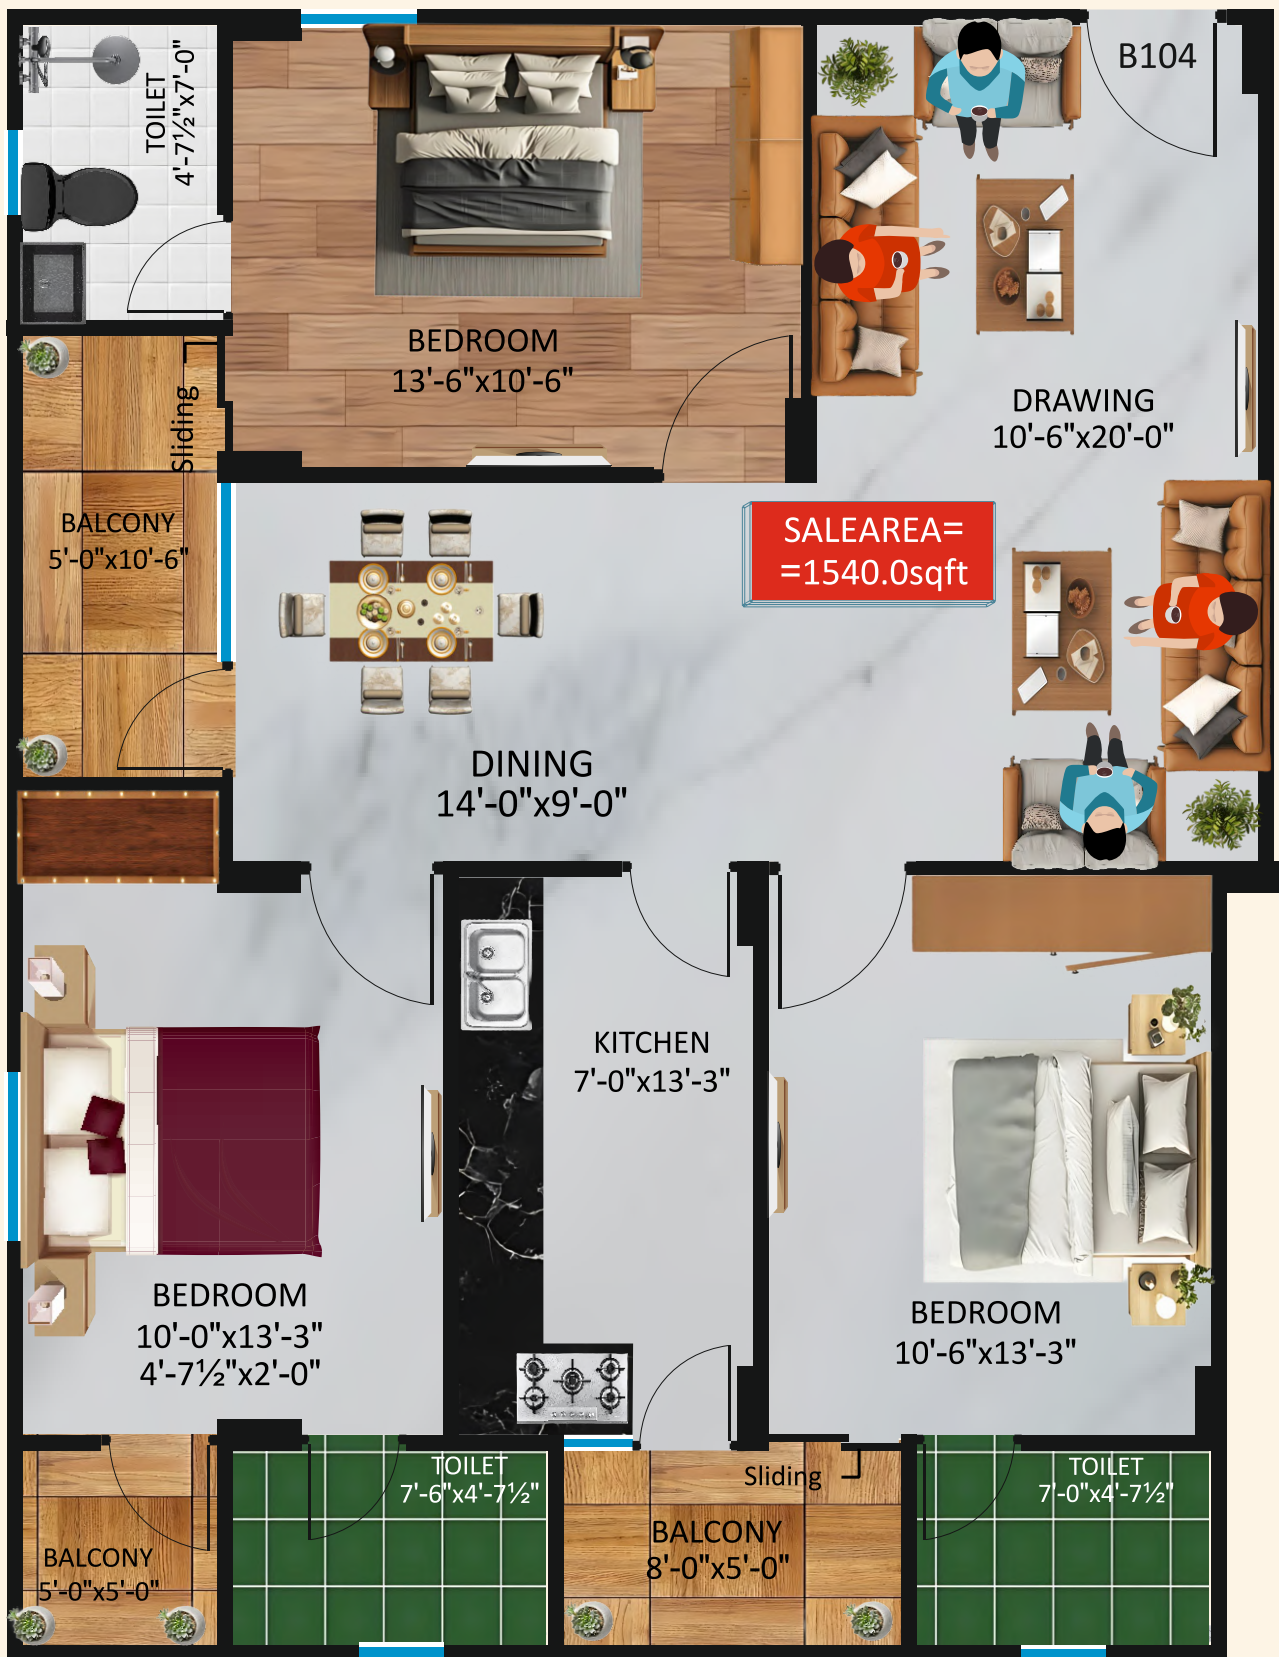 B104
TOILET
4'-7½"x7'-0"
BEDROOM
13'-6"x10'-6"
Sliding
DRAWING
10'-6"x20'-0"
BALCONY
5'-0"x10'-6"
SALEAREA=
=1540.0sqft
DINING
14'-0"x9'-0"
KITCHEN
7'-0"x13'-3"
BEDROOM
10'-0"x13'-3"
4'-7½"x2'-0"
BEDROOM
10'-6"x13'-3"
TOILET
7'-6"x4'-7½"
Sliding
TOILET
7'-0"x4'-7½"
BALCONY
8'-0"x5'-0"
BALCONY
5'-0"x5'-0"